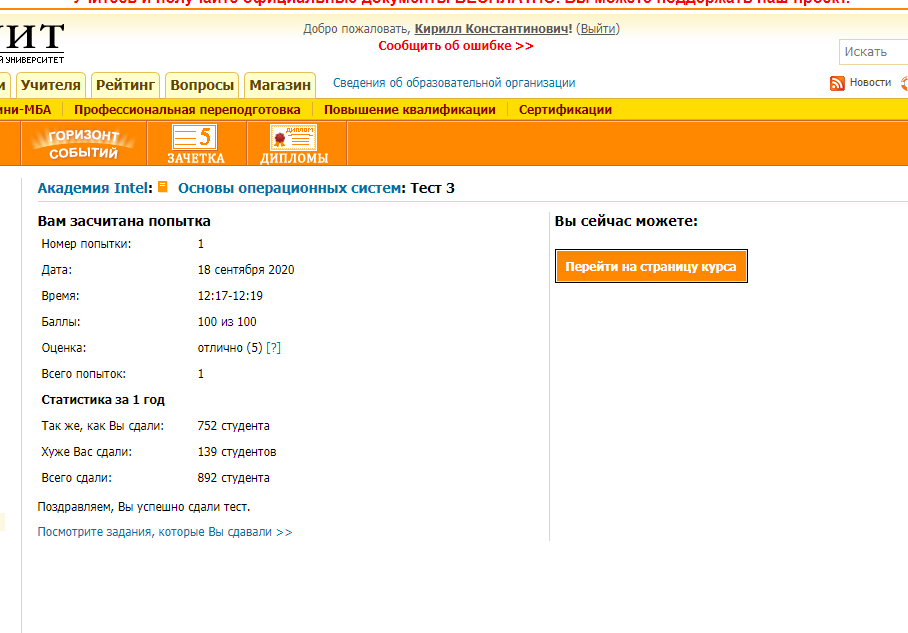 Учитесь и получайте официальные документы БЕСПЛАТНО! Вы можете поддержать наш проект.
Добро пожаловать, Кирилл Константинович! (Выйти)
Сообщить об ошибке >>
УИТ
Й УНИВЕРСИТЕТ
Искать
и Учителя Рейтинг Вопросы Магазин Сведения об образовательной организации Новости
ини-МБА Профессиональная переподготовка Повышение квалификации Сертификации
ГОРИЗОНТ СОБЫТИЙ
5 ЗАЧЕТКА
ДИПЛОМ ДИПЛОМЫ
Академия Intel: Основы операционных систем: Тест 3
Вам засчитана попытка
Номер попытки: 1
Дата: 18 сентября 2020
Время: 12:17-12:19
Баллы: 100 из 100
Оценка: отлично (5) [?]
Всего попыток: 1
Статистика за 1 год
Так же, как Вы сдали: 752 студента
Хуже Вас сдали: 139 студентов
Всего сдали: 892 студента
Поздравляем, Вы успешно сдали тест.
Посмотрите задания, которые Вы сдавали >>
Вы сейчас можете:
Перейти на страницу курса